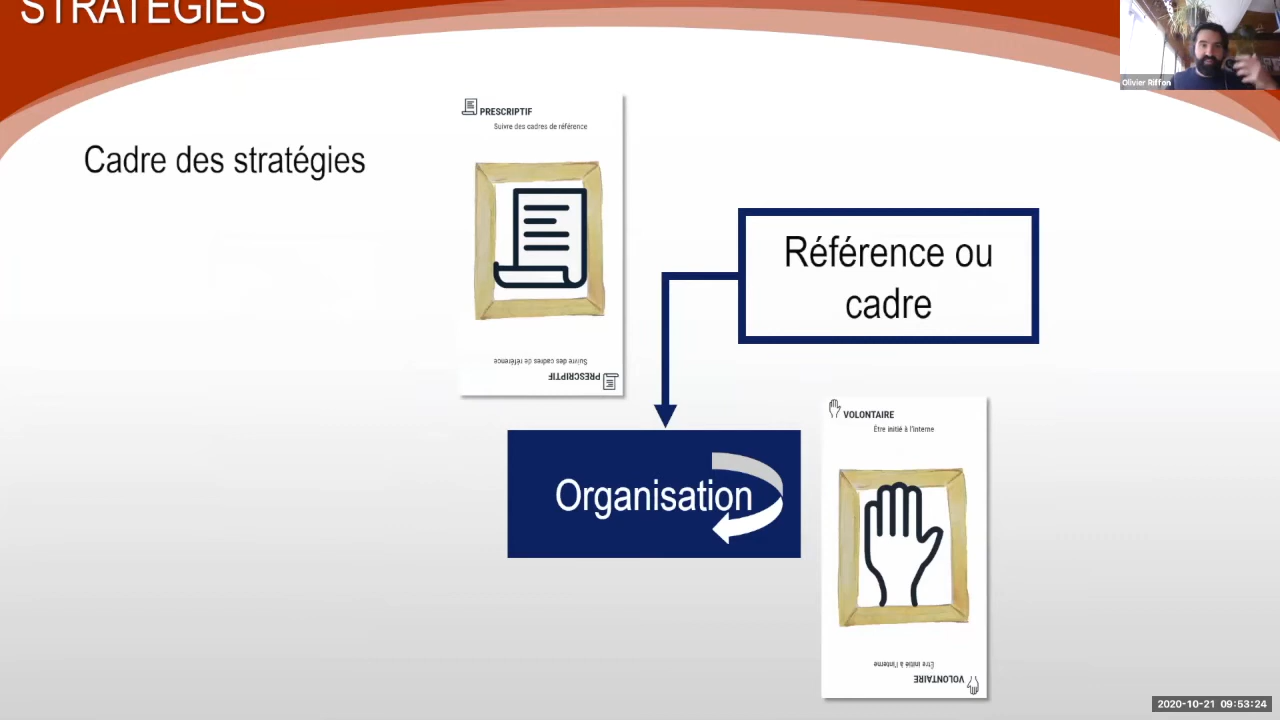 STRATÉGIES
Olivier Riffon
PRESCRIPTIF
Suivre des cadres de référence
Cadre des stratégies
Référence ou
cadre
Suivre des cadres de référence
PRESCRIPTIF
VOLONTAIRE
Être initié à l'interne
Organisation
Être initié à l'interne
VOLONTAIRE
2020-10-21 09:53:24